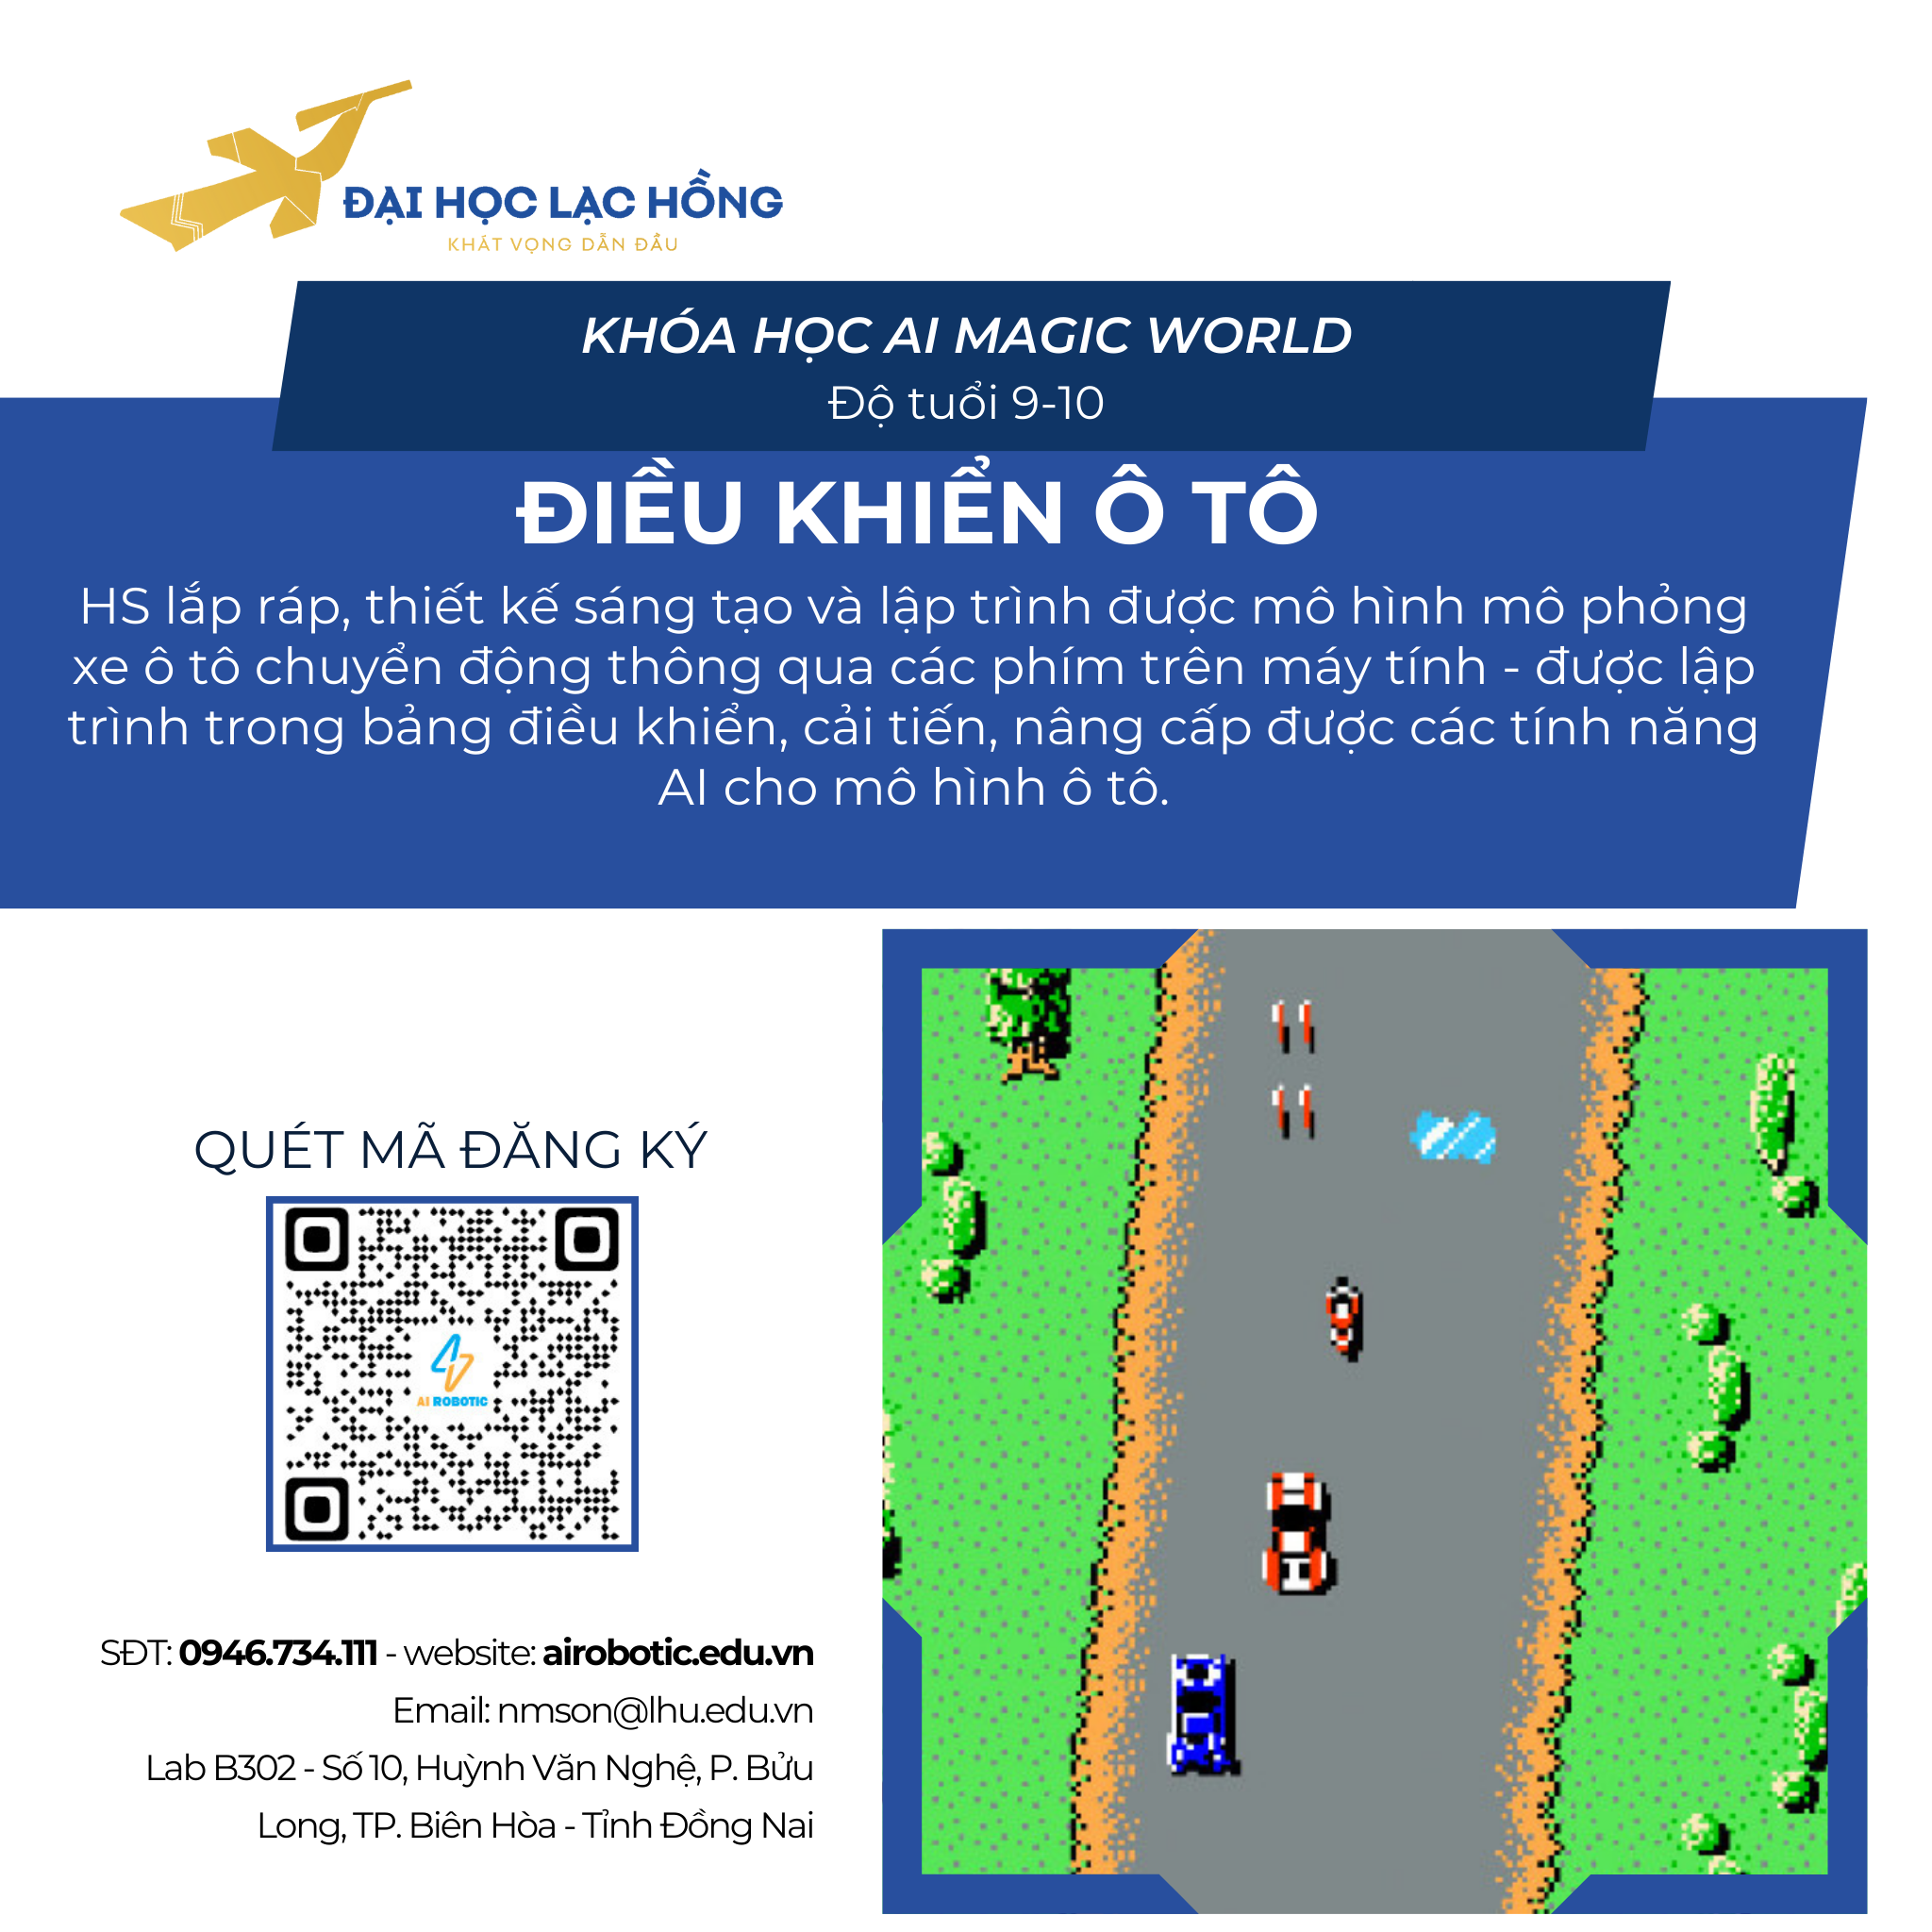 ĐẠI HỌC LẠC HỒNG
KHÁT VỌNG DẪN ĐẦU
KHÓA HỌC AI MAGIC WORLD
Độ tuổi 9-10
ĐIỀU KHIỂN Ô TÔ
HS lắp ráp, thiết kế sáng tạo và lập trình được mô hình mô phỏng
xe ô tô chuyển động thông qua các phím trên máy tính - được lập
trình trong bảng điều khiển, cải tiến, nâng cấp được các tính năng
AI cho mô hình ô tô.
QUÉT MÃ ĐĂNG KÝ
AI ROBOTIC
SĐT: 0946.734.111 - website: airobotic.edu.vn
Email: nmson@lhu.edu.vn
Lab B302 - Số 10, Huỳnh Văn Nghệ, P. Bửu
Long, TP. Biên Hòa - Tỉnh Đồng Nai